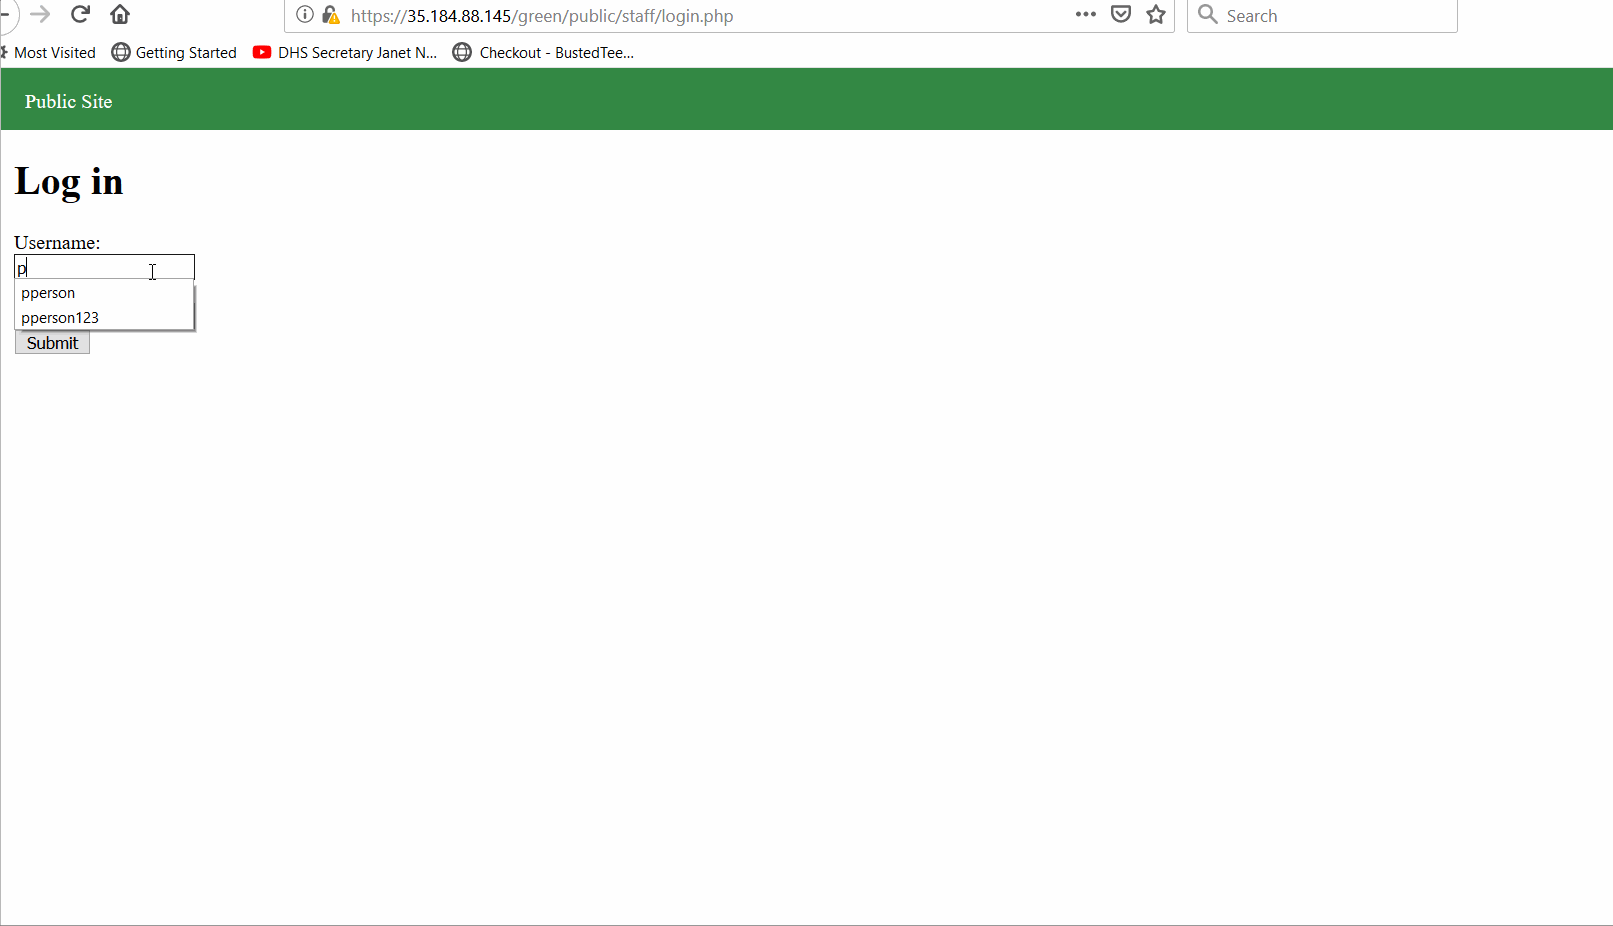 https://35.184.88.145/green/public/staff/login.php Search
Most Visited Getting Started DHS Secretary Janet N... Checkout - BustedTee...
Public Site
Log in
Username:
p
pperson
pperson123
Submit